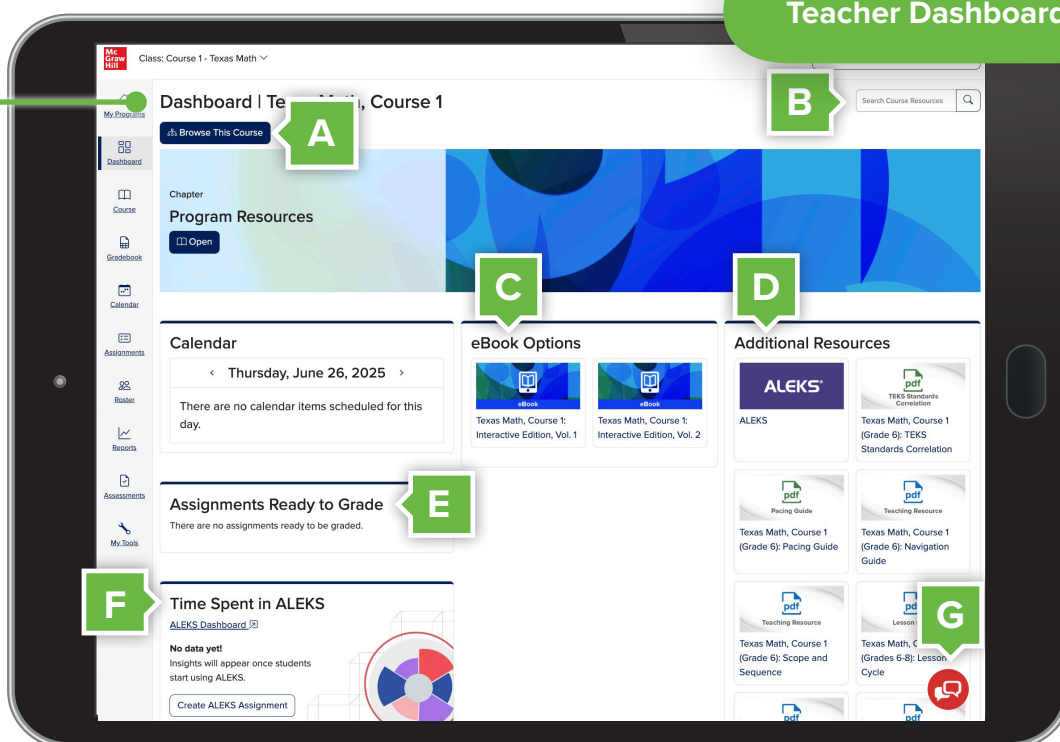 Teacher Dashboard
Mc
Graw
Hill
Class: Course 1 - Texas Math
My Programs
Dashboard
Course
Gradebook
Calendar
Assignments
Roster
Reports
Assessments
My Tools
Dashboard | Math, Course 1
A
B
Search Course Resources
Browse This Course
Chapter
Program Resources
Open
C
D
Calendar
< Thursday, June 26, 2025 >
There are no calendar items scheduled for this
day.
eBook Options
eBook
Texas Math, Course 1:
Interactive Edition, Vol. 1
eBook
Texas Math, Course 1:
Interactive Edition, Vol. 2
Additional Resources
ALEKS®
ALEKS
pdf
TEKS Standards
Correlation
Texas Math, Course 1
(Grade 6): TEKS
Standards Correlation
pdf
Pacing Guide
Texas Math, Course 1
(Grade 6): Pacing Guide
pdf
Teaching Resource
Texas Math, Course 1
(Grade 6): Navigation
Guide
pdf
Teaching Resource
Texas Math, Course 1
(Grade 6): Scope and
Sequence
Lesson
Texas Math,
(Grades 6-8): Lesson
Cycle
pdf
pdf
E
Assignments Ready to Grade
There are no assignments ready to be graded.
F
Time Spent in ALEKS
ALEKS Dashboard
No data yet!
Insights will appear once students
start using ALEKS.
Create ALEKS Assignment
G